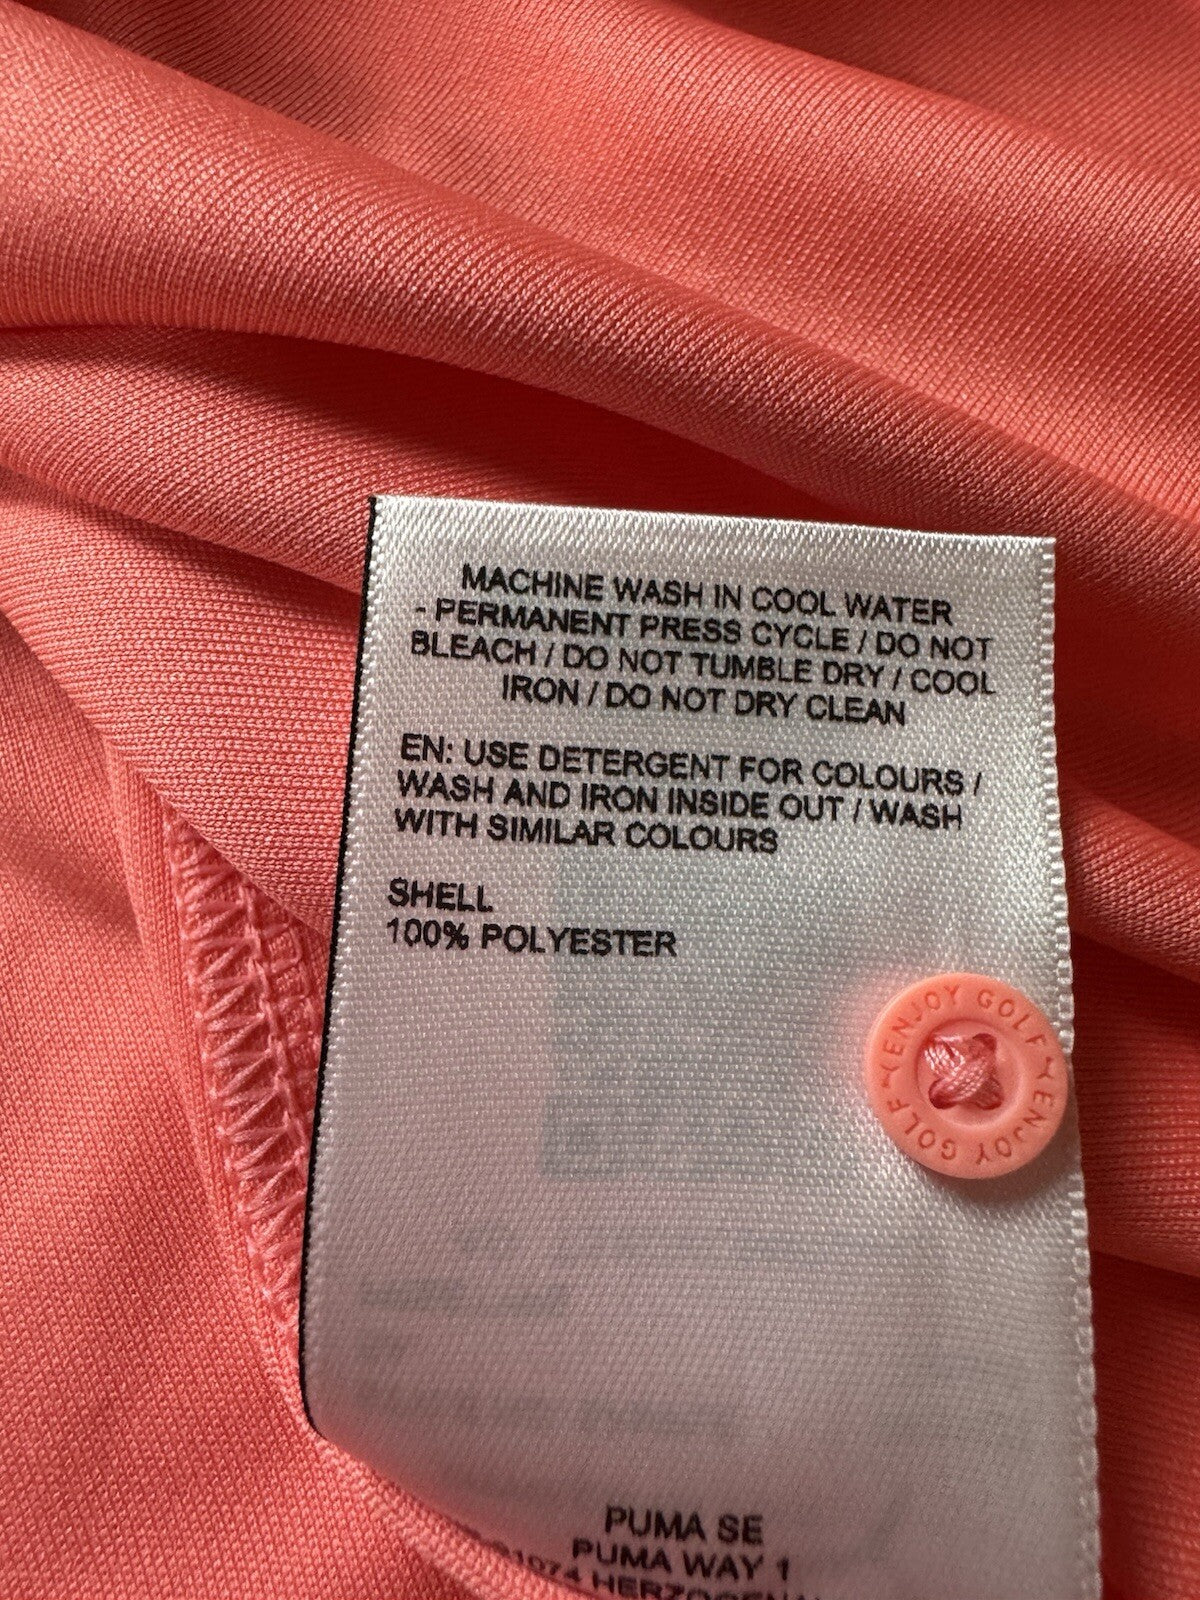 MACHINE WASH IN COOL WATER
- PERMANENT PRESS CYCLE / DO NOT
BLEACH / DO NOT TUMBLE DRY / COOL
IRON / DO NOT DRY CLEAN
EN: USE DETERGENT FOR COLOURS /
WASH AND IRON INSIDE OUT / WASH
WITH SIMILAR COLOURS
SHELL
100% POLYESTER
ENJOY GOLF
ENJOY GOLF
PUMA SE
PUMA WAY 1
91074